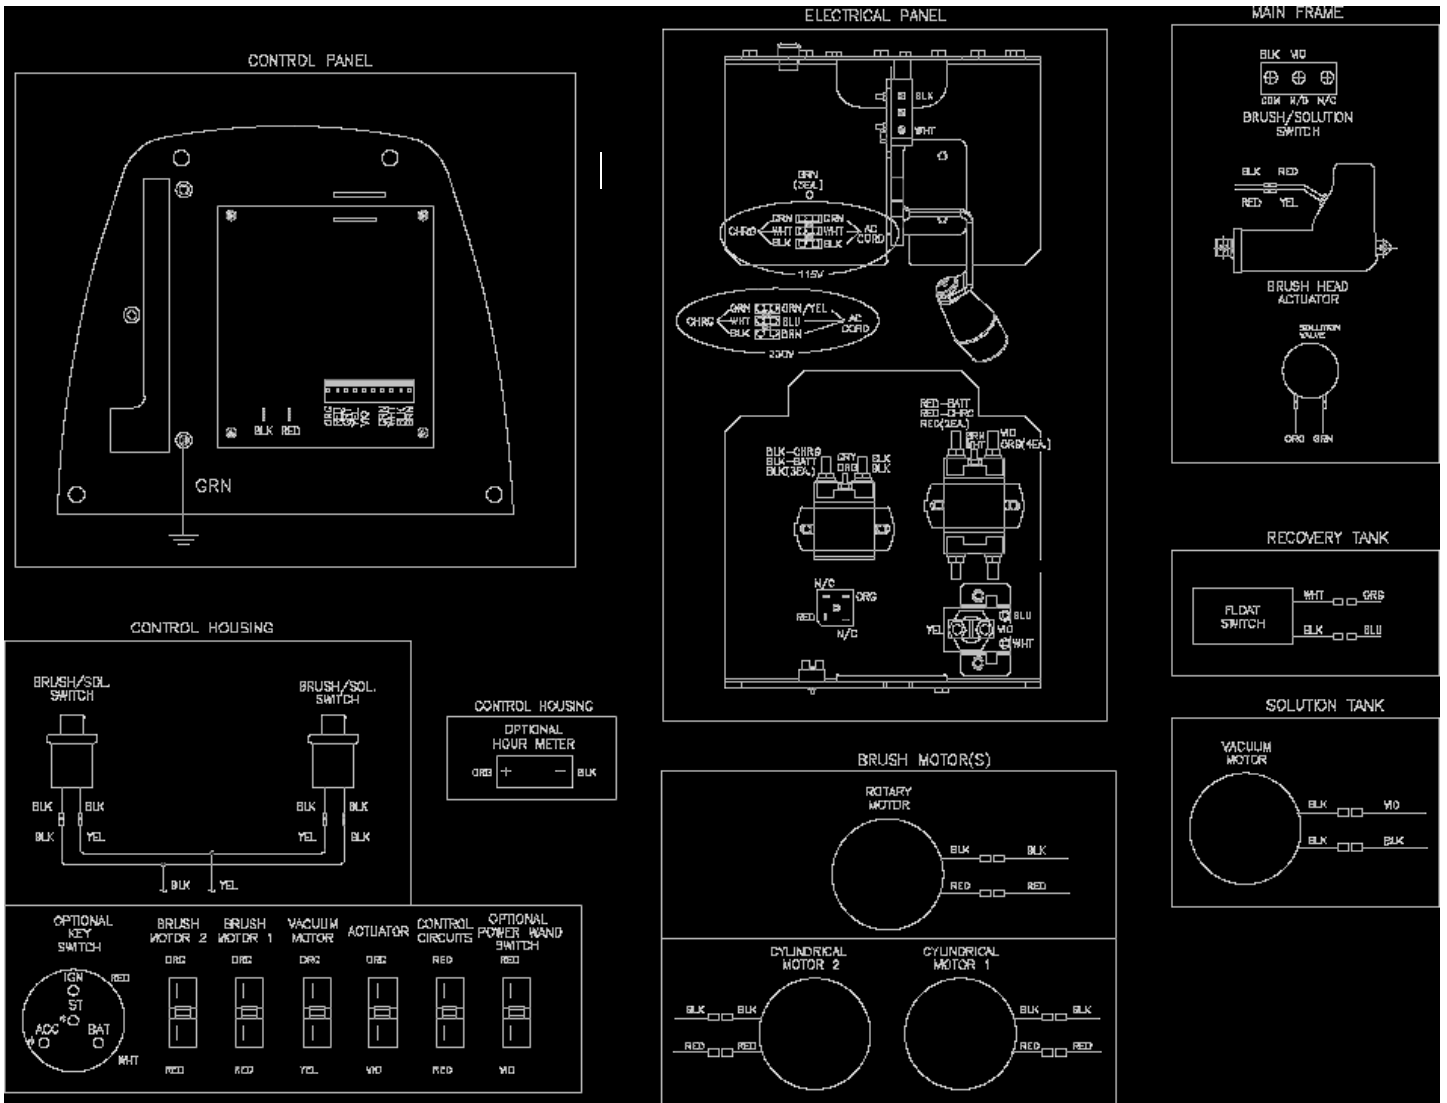 CONTROL PANEL
BLK RED
GRN
ELECTRICAL PANEL
BLK
WHT
GRN
(2EA.)
GRN GRN
CHRG WHT WHT AC
CORD
BLK BLK
115V
GRN GRN/YEL
CHRG WHT BLU AC
CORD
BLK BRN
230V
RED-BATT
RED-CHRG
RED(2EA.)
VIO
ORG(4EA.)
WHT
BLK-CHRG
BLK-BATT
BLK(3EA.)
GRY
ORG
BLK
BLK
N/C
ORG
RED
N/C
BLU
YEL VIO
WHT
MAIN FRAME
BLK VIO
COM N/O N/C
BRUSH/SOLUTION
SWITCH
BLK RED
RED YEL
BRUSH HEAD
ACTUATOR
SOLUTION
VALVE
ORG GRN
RECOVERY TANK
FLOAT
SWITCH
WHT ORG
BLK BLU
SOLUTION TANK
VACUUM
MOTOR
BLK VIO
BLK BLK
CONTROL HOUSING
BRUSH/SOL.
SWITCH
BRUSH/SOL.
SWITCH
BLK BLK BLK BLK
BLK YEL YEL BLK
BLK YEL
CONTROL HOUSING
OPTIONAL
HOUR METER
ORG + - BLK
OPTIONAL
KEY
SWITCH
IGN RED
ST
ACC BAT
WHT
BRUSH
MOTOR 2
ORG
RED
BRUSH
MOTOR 1
ORG
RED
VACUUM
MOTOR
ORG
YEL
ACTUATOR
ORG
VIO
CONTROL
CIRCUITS
RED
RED
OPTIONAL
POWER WAND
SWITCH
RED
VIO
BRUSH MOTOR(S)
ROTARY
MOTOR
BLK BLK
RED RED
CYLINDRICAL
MOTOR 2
BLK BLK
RED RED
CYLINDRICAL
MOTOR 1
BLK BLK
RED RED